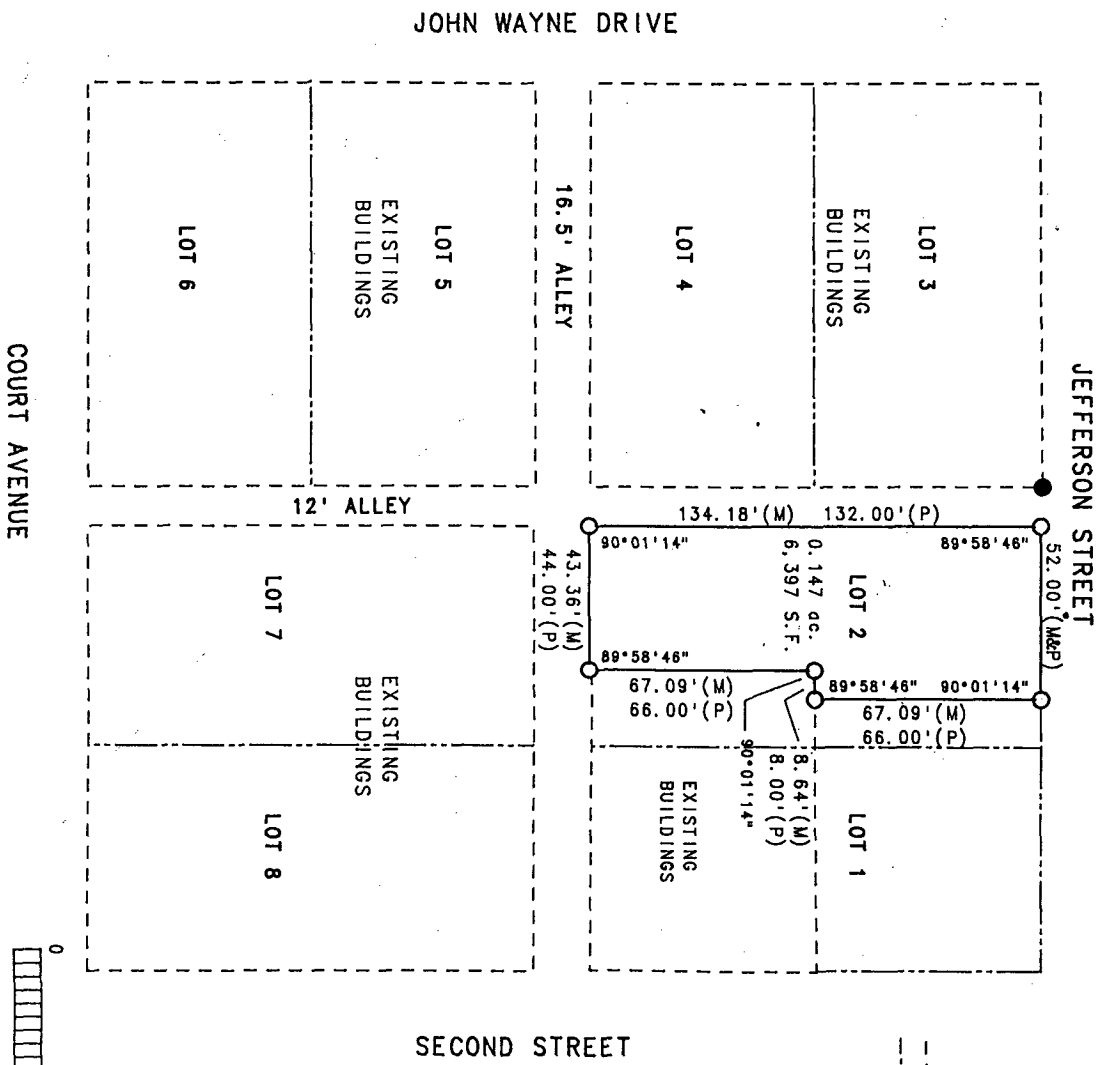 JOHN WAYNE DRIVE
JEFFERSON STREET
COURT AVENUE
SECOND STREET
LOT 6
EXISTING
BUILDINGS
LOT 5
16.5' ALLEY
LOT 4
EXISTING
BUILDINGS
LOT 3
12' ALLEY
134.18'(M) 132.00'(P)
90°01'14"
89°58'46"
52.00'(M&P)
0.147 ac.
6,397 S.F.
LOT 2
43.36'(M)
44.00'(P)
89°58'46"
67.09'(M)
66.00'(P)
89°58'46" 90°01'14"
67.09'(M)
66.00'(P)
90°01'14"
8.64'(M)
8.00'(P)
LOT 7
EXISTING
BUILDINGS
LOT 8
EXISTING
BUILDINGS
LOT 1
0